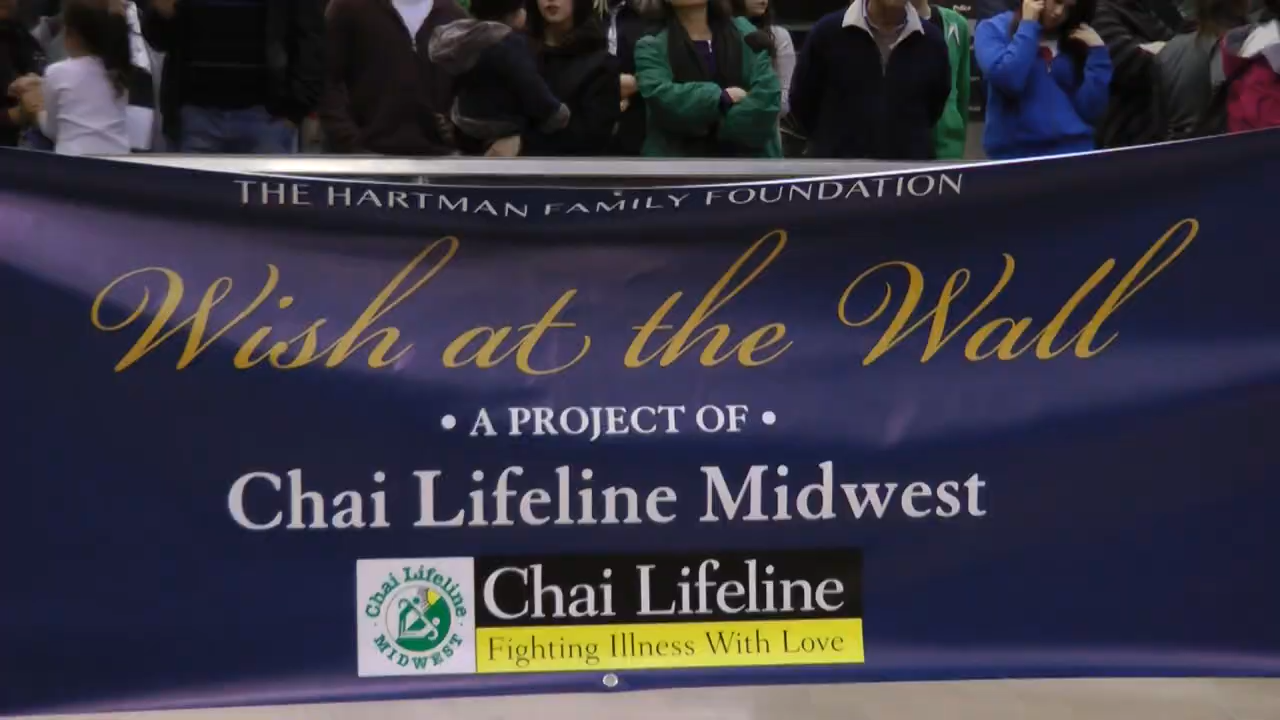 THE HARTMAN FAMILY FOUNDATION
Wish at the Wall
• A PROJECT OF •
Chai Lifeline Midwest
Chai Lifeline
MIDWEST
Chai Lifeline
Fighting Illness With Love